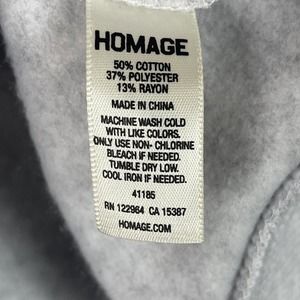 HOMAGE
50% COTTON
37% POLYESTER
13% RAYON
MADE IN CHINA
MACHINE WASH COLD
WITH LIKE COLORS.
ONLY USE NON- CHLORINE
BLEACH IF NEEDED.
TUMBLE DRY LOW.
COOL IRON IF NEEDED.
41185
RN 122964 CA 15387
HOMAGE.COM